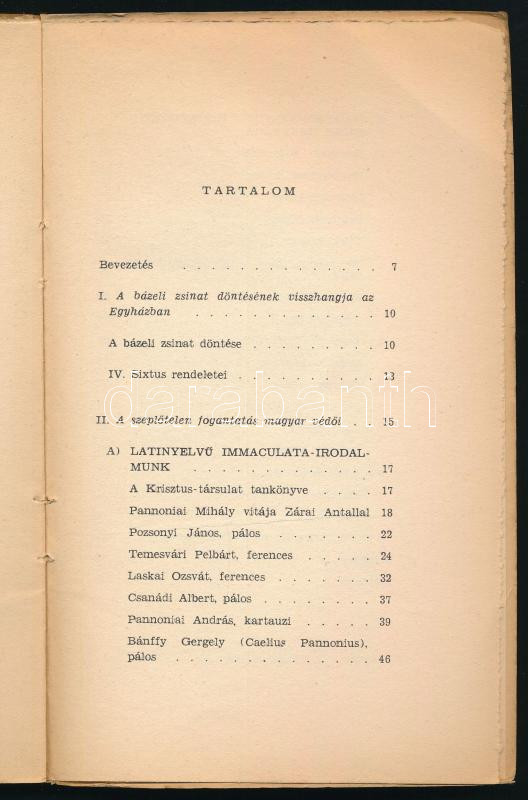 TARTALOM
Bevezetés . . . . . . . . . . . . . . 7
I. A bázeli zsinat döntésének visszhangja az
Egyházban . . . . . . . . . . . . . 10
A bázeli zsinat döntése . . . . . . . . . . 10
IV. Sixtus rendeletei . . . . . . . . . . 13
II. A szeplőtelen fogantatás magyar védői . . 15
A) LATINYELVŰ IMMACULATA-IRODAL-
MUNK . . . . . . . . . . . . . 17
A Krisztus-társulat tankönyve . . . . 17
Pannoniai Mihály vitája Zárai Antallal 18
Pozsonyi János, pálos . . . . . . . . 22
Temesvári Pelbárt, ferences . . . . . 24
Laskai Ozsvát, ferences . . . . . . . 32
Csanádi Albert, pálos . . . . . . . . 37
Pannoniai András, kartauzi . . . . . 39
Bánffy Gergely (Caelius Pannonius),
pálos . . . . . . . . . . . . . . 46
darabanth